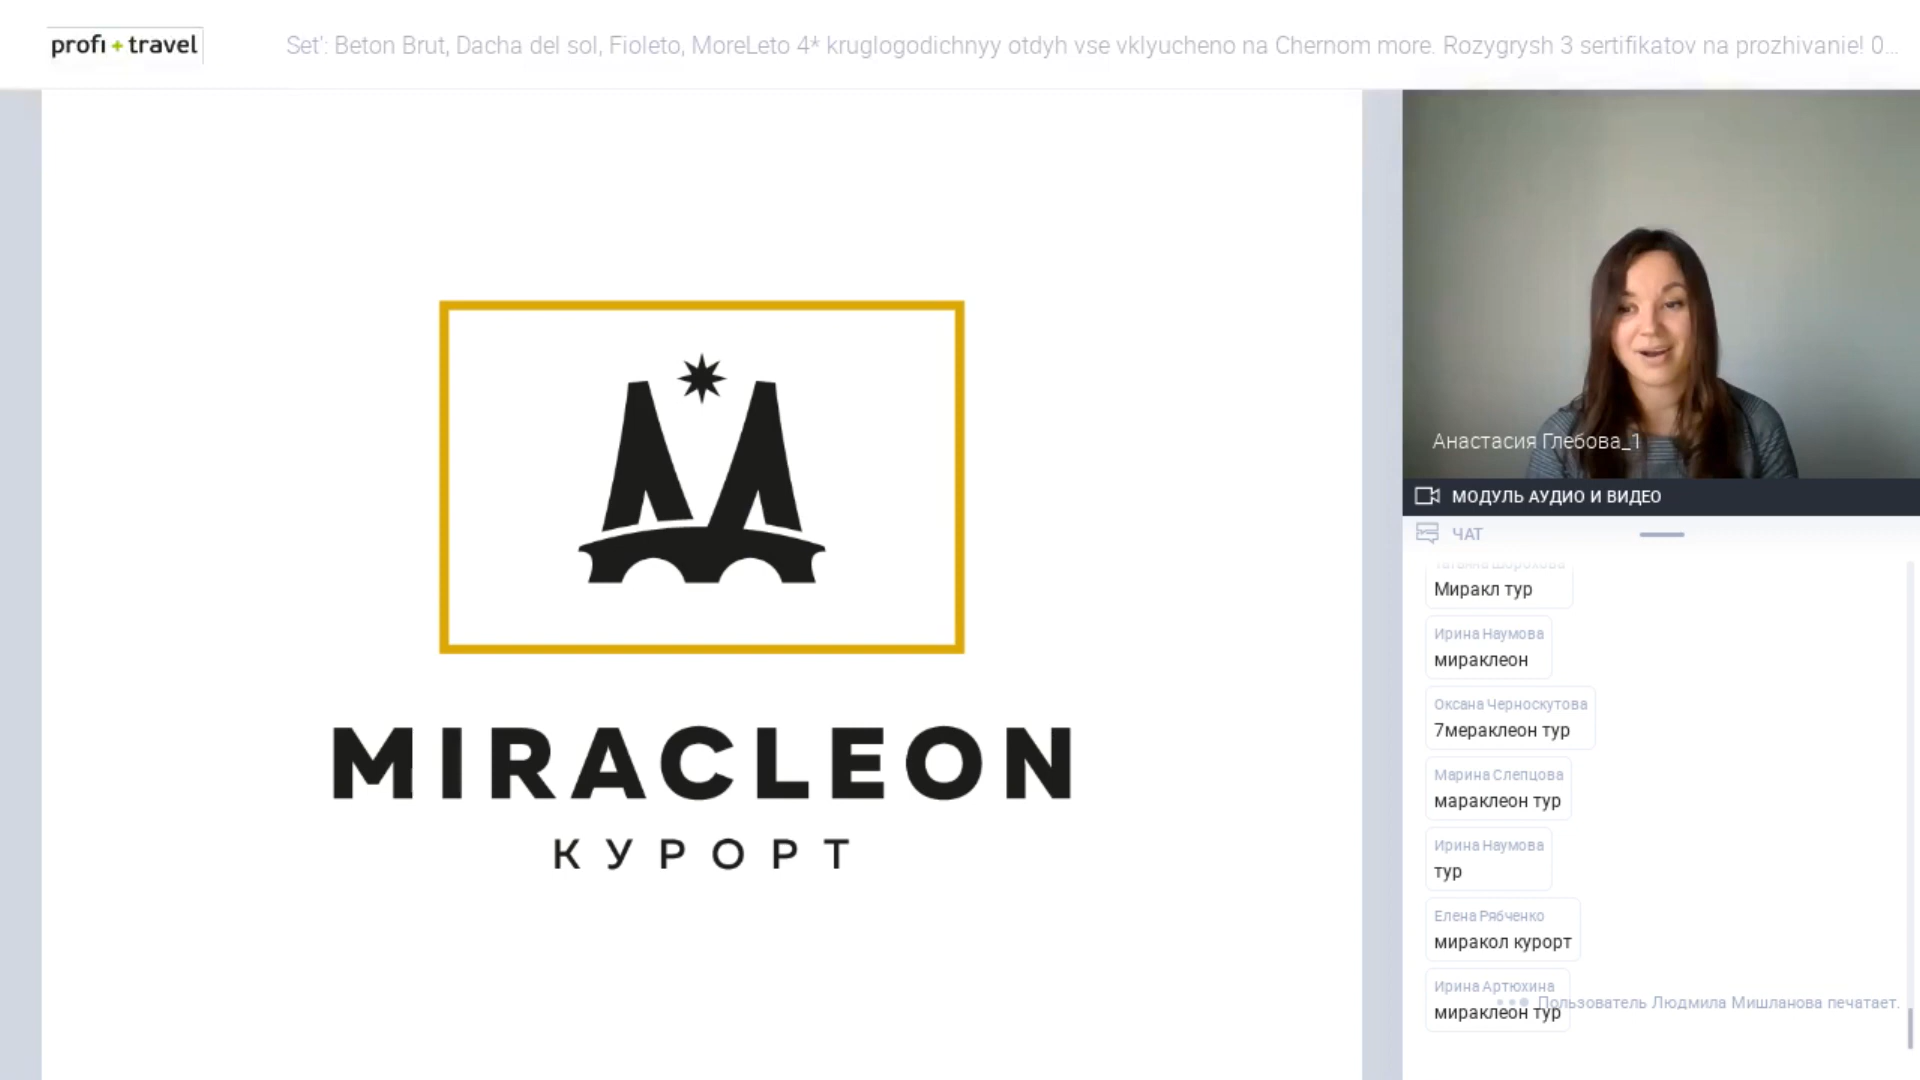 profi + travel
Set': Beton Brut, Dacha del sol, Fioleto, MoreLeto 4* kruglogodichnyy otdyh vse vklyucheno na Chernom more. Rozygrysh 3 sertifikatov na prozhivanie! 0...
MIRACLEON
КУРОРТ
Анастасия Глебова_1
МОДУЛЬ АУДИО И ВИДЕО
ЧАТ
Татьяна Шорохова
Миракл тур
Ирина Наумова
мираклеон
Оксана Черноскутова
7мераклеон тур
Марина Слепцова
мараклеон тур
Ирина Наумова
тур
Елена Рябченко
миракол курорт
Ирина Артюхина
Пользователь Людмила Мишланова печатает.
мираклеон тур